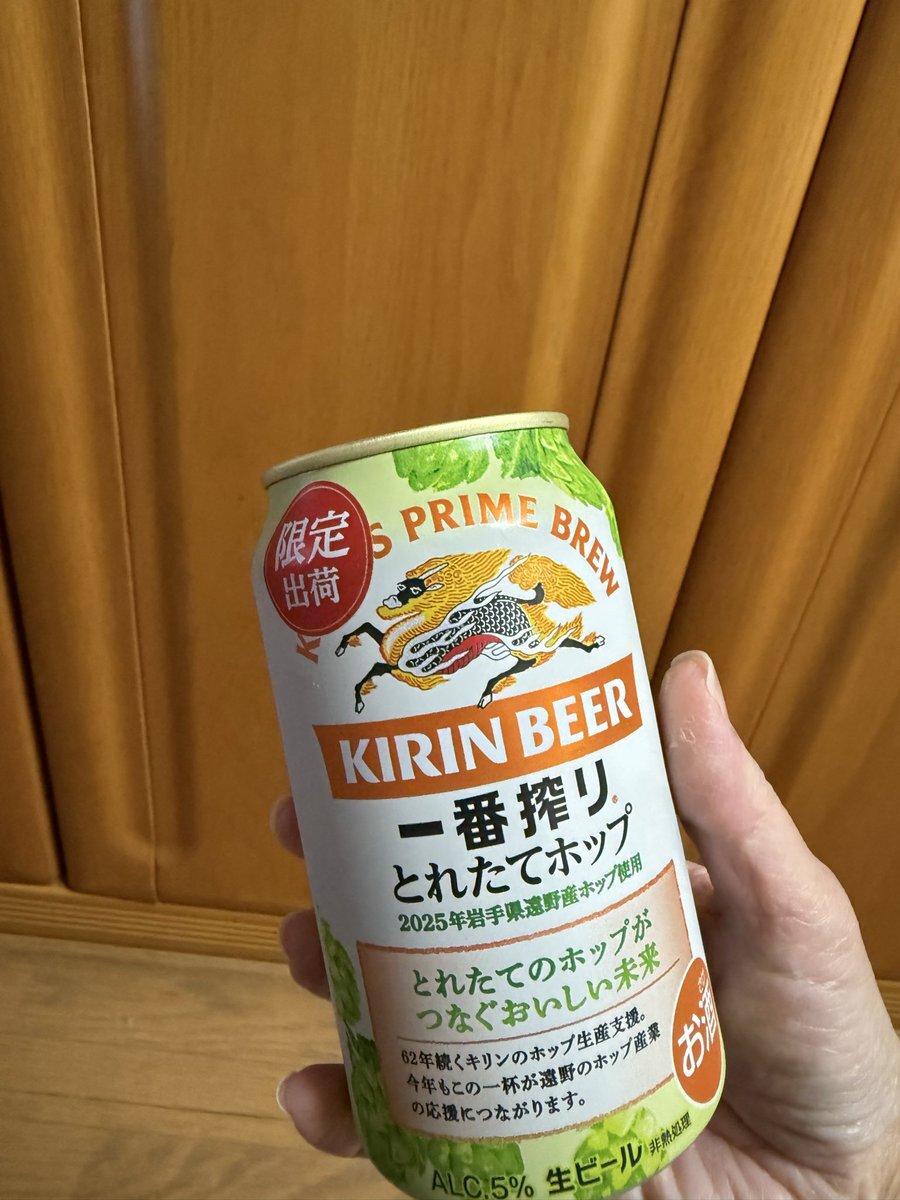 限定
出荷
S PRIME BREW
KIRIN BEER
一番搾り®
とれたてホップ
2025年岩手県遠野産ホップ使用
とれたてのホップが
つなぐおいしい未来
62年続くキリンのホップ生産支援。
今年もこの一杯が遠野のホップ産業
の応援につながります。
お酒
ALC.5% 生ビール 非熱処理